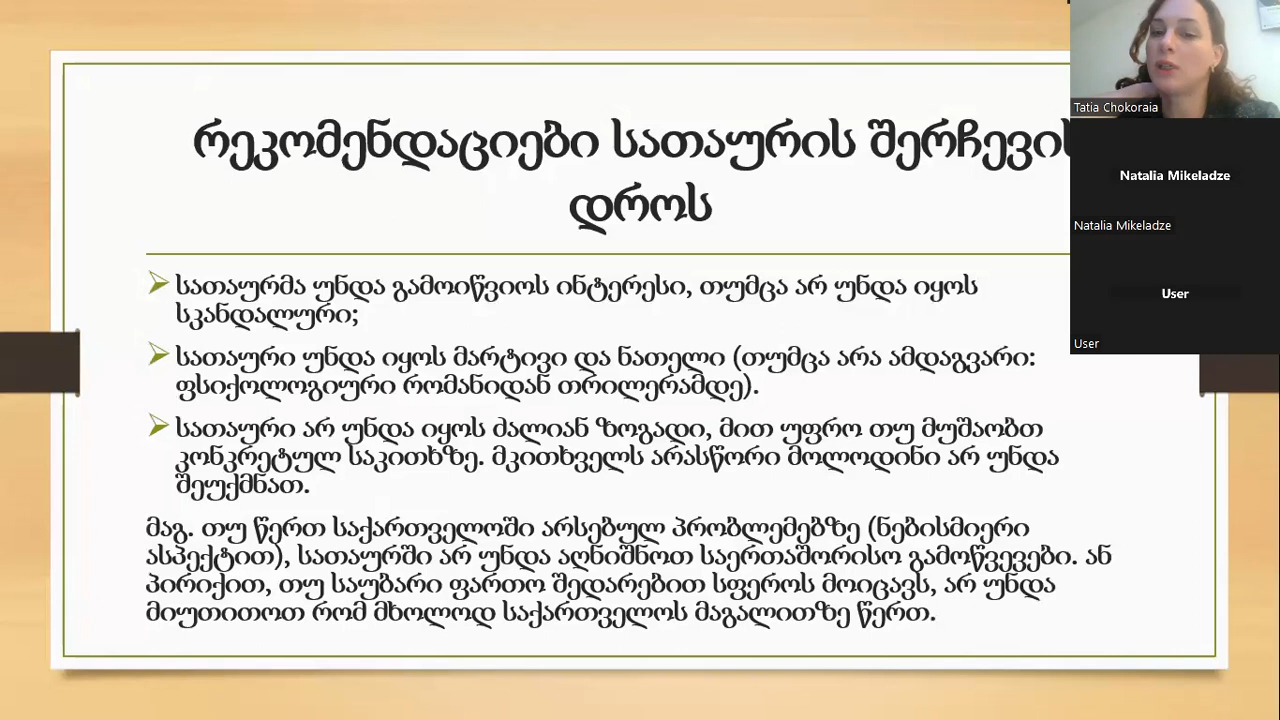 რეკომენდაციები სათაურის შერჩევის
დროს
სათაურმა უნდა გამოიწვიოს ინტერესი, თუმცა არ უნდა იყოს
სკანდალური;
სათაური უნდა იყოს მარტივი და ნათელი (თუმცა არა ამდაგვარი:
ფსიქოლოგიური რომანიდან თრილერამდე).
სათაური არ უნდა იყოს ძალიან ზოგადი, მით უფრო თუ მუშაობთ
კონკრეტულ საკითხზე. მკითხველს არასწორი მოლოდინი არ უნდა
შეუქმნათ.
მაგ. თუ წერთ საქართველოში არსებულ პრობლემებზე (ნებისმიერი
ასპექტით), სათაურში არ უნდა აღნიშნოთ საერთაშორისო გამოწვევები. ან
პირიქით, თუ საუბარი ფართო შედარებით სფეროს მოიცავს, არ უნდა
მიუთითოთ რომ მხოლოდ საქართველოს მაგალითზე წერთ.
Tatia Chokoraia
Natalia Mikeladze
Natalia Mikeladze
User
User